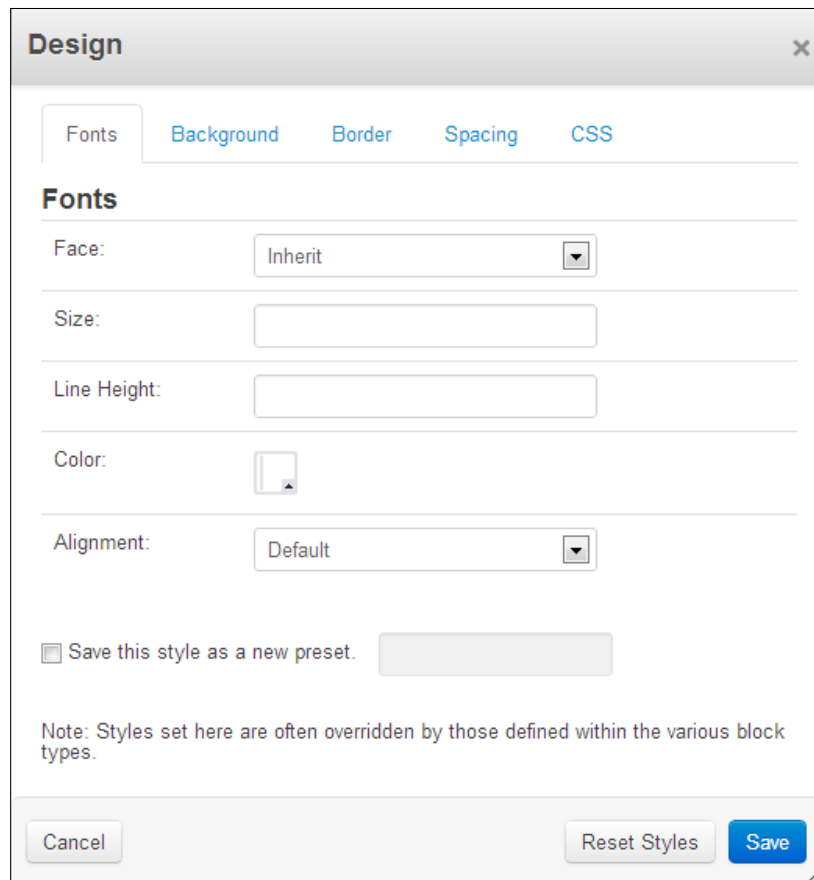 Design
Fonts Background Border Spacing CSS
Fonts
Face: Inherit
Size:
Line Height:
Color:
Alignment: Default
Save this style as a new preset.
Note: Styles set here are often overridden by those defined within the various block
types.
Cancel Reset Styles Save